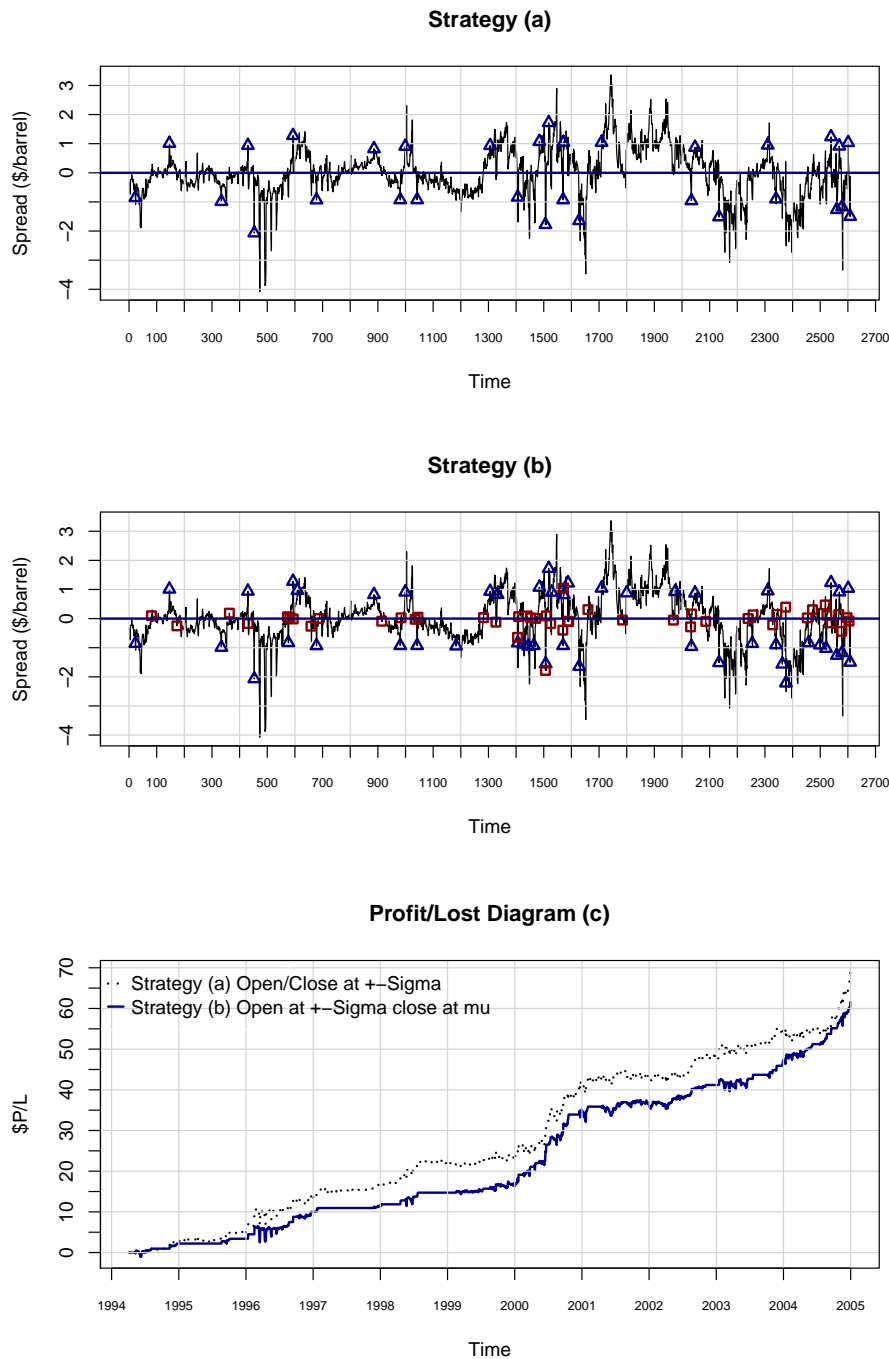 Strategy (a)
Spread ($/barrel)
3
2
1
0
−2
−4
0 100 300 500 700 900 1100 1300 1500 1700 1900 2100 2300 2500 2700
Time
Strategy (b)
Spread ($/barrel)
3
2
1
0
−2
−4
0 100 300 500 700 900 1100 1300 1500 1700 1900 2100 2300 2500 2700
Time
Profit/Lost Diagram (c)
$P/L
70
60
50
40
30
20
10
0
Strategy (a) Open/Close at +−Sigma
Strategy (b) Open at +−Sigma close at mu
1994 1995 1996 1997 1998 1999 2000 2001 2002 2003 2004 2005
Time